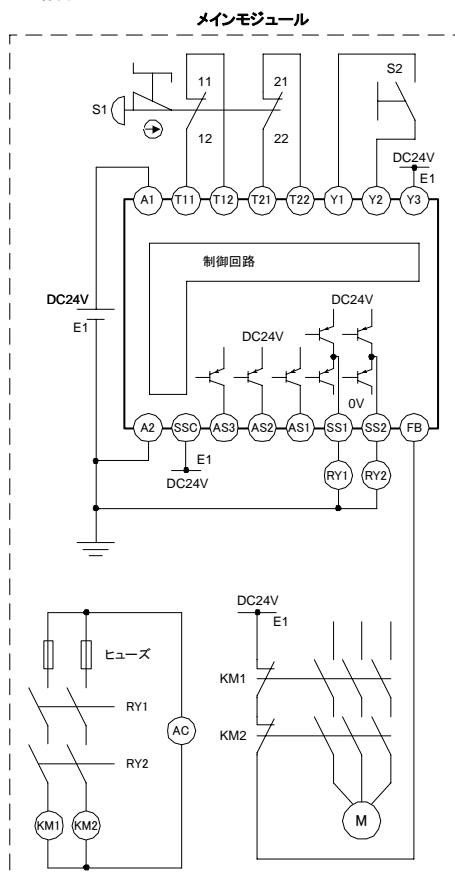 メインモジュール
11
21
S2
S1
12
22
DC24V
E1
A1
T11
T12
T21
T22
Y1
Y2
Y3
制御回路
DC24V
E1
DC24V
DC24V
0V
A2
SSC
AS3
AS2
AS1
SS1
SS2
FB
E1
DC24V
RY1
RY2
DC24V
E1
ヒューズ
KM1
RY1
AC
KM2
RY2
KM1
KM2
M